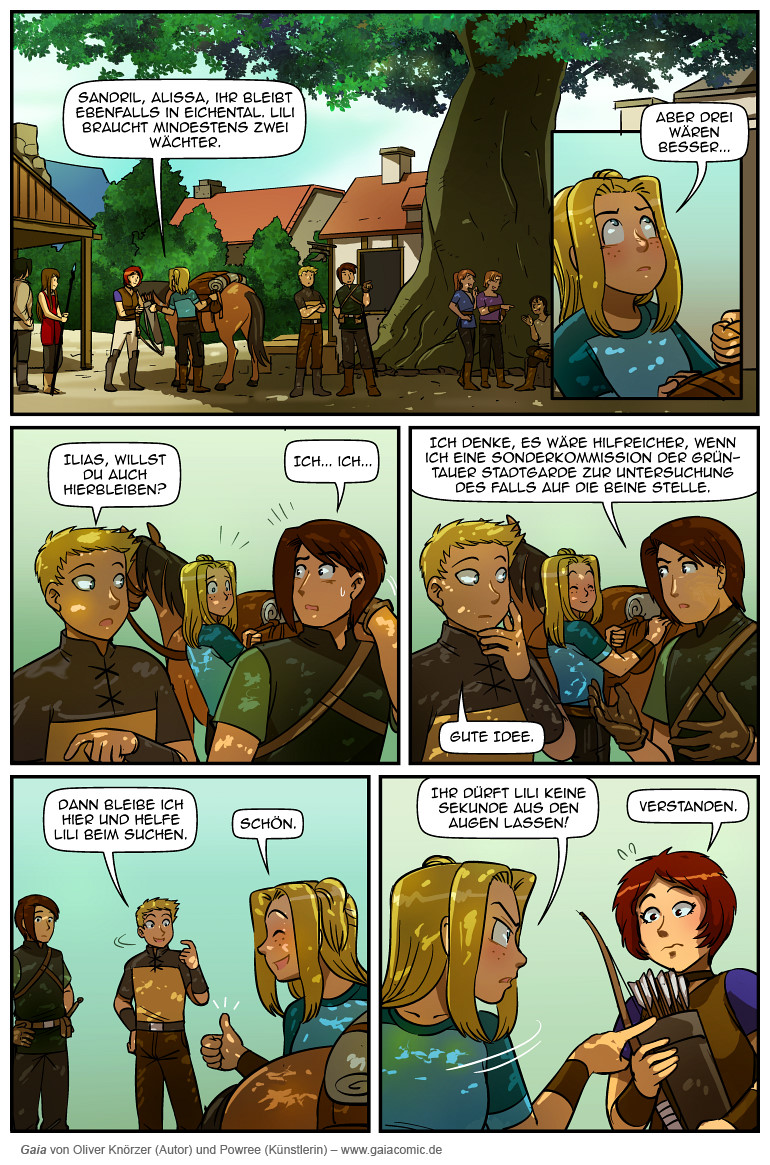 SANDRIL, ALISSA, IHR BLEIBT
EBENFALLS IN EICHENTAL. LILI
BRAUCHT MINDESTENS ZWEI
WÄCHTER.
ABER DREI
WÄREN
BESSER...
ILIAS, WILLST
DU AUCH
HIERBLEIBEN?
ICH... ICH...
ICH DENKE, ES WÄRE HILFREICHER, WENN
ICH EINE SONDERKOMMISSION DER GRÜN-
TAUER STADTGARDE ZUR UNTERSUCHUNG
DES FALLS AUF DIE BEINE STELLE.
GUTE IDEE.
DANN BLEIBE ICH
HIER UND HELFE
LILI BEIM SUCHEN.
SCHÖN.
IHR DÜRFT LILI KEINE
SEKUNDE AUS DEN
AUGEN LASSEN!
VERSTANDEN.
Gaia von Oliver Knörzer (Autor) und Powree (Künstlerin) – www.gaiacomic.de